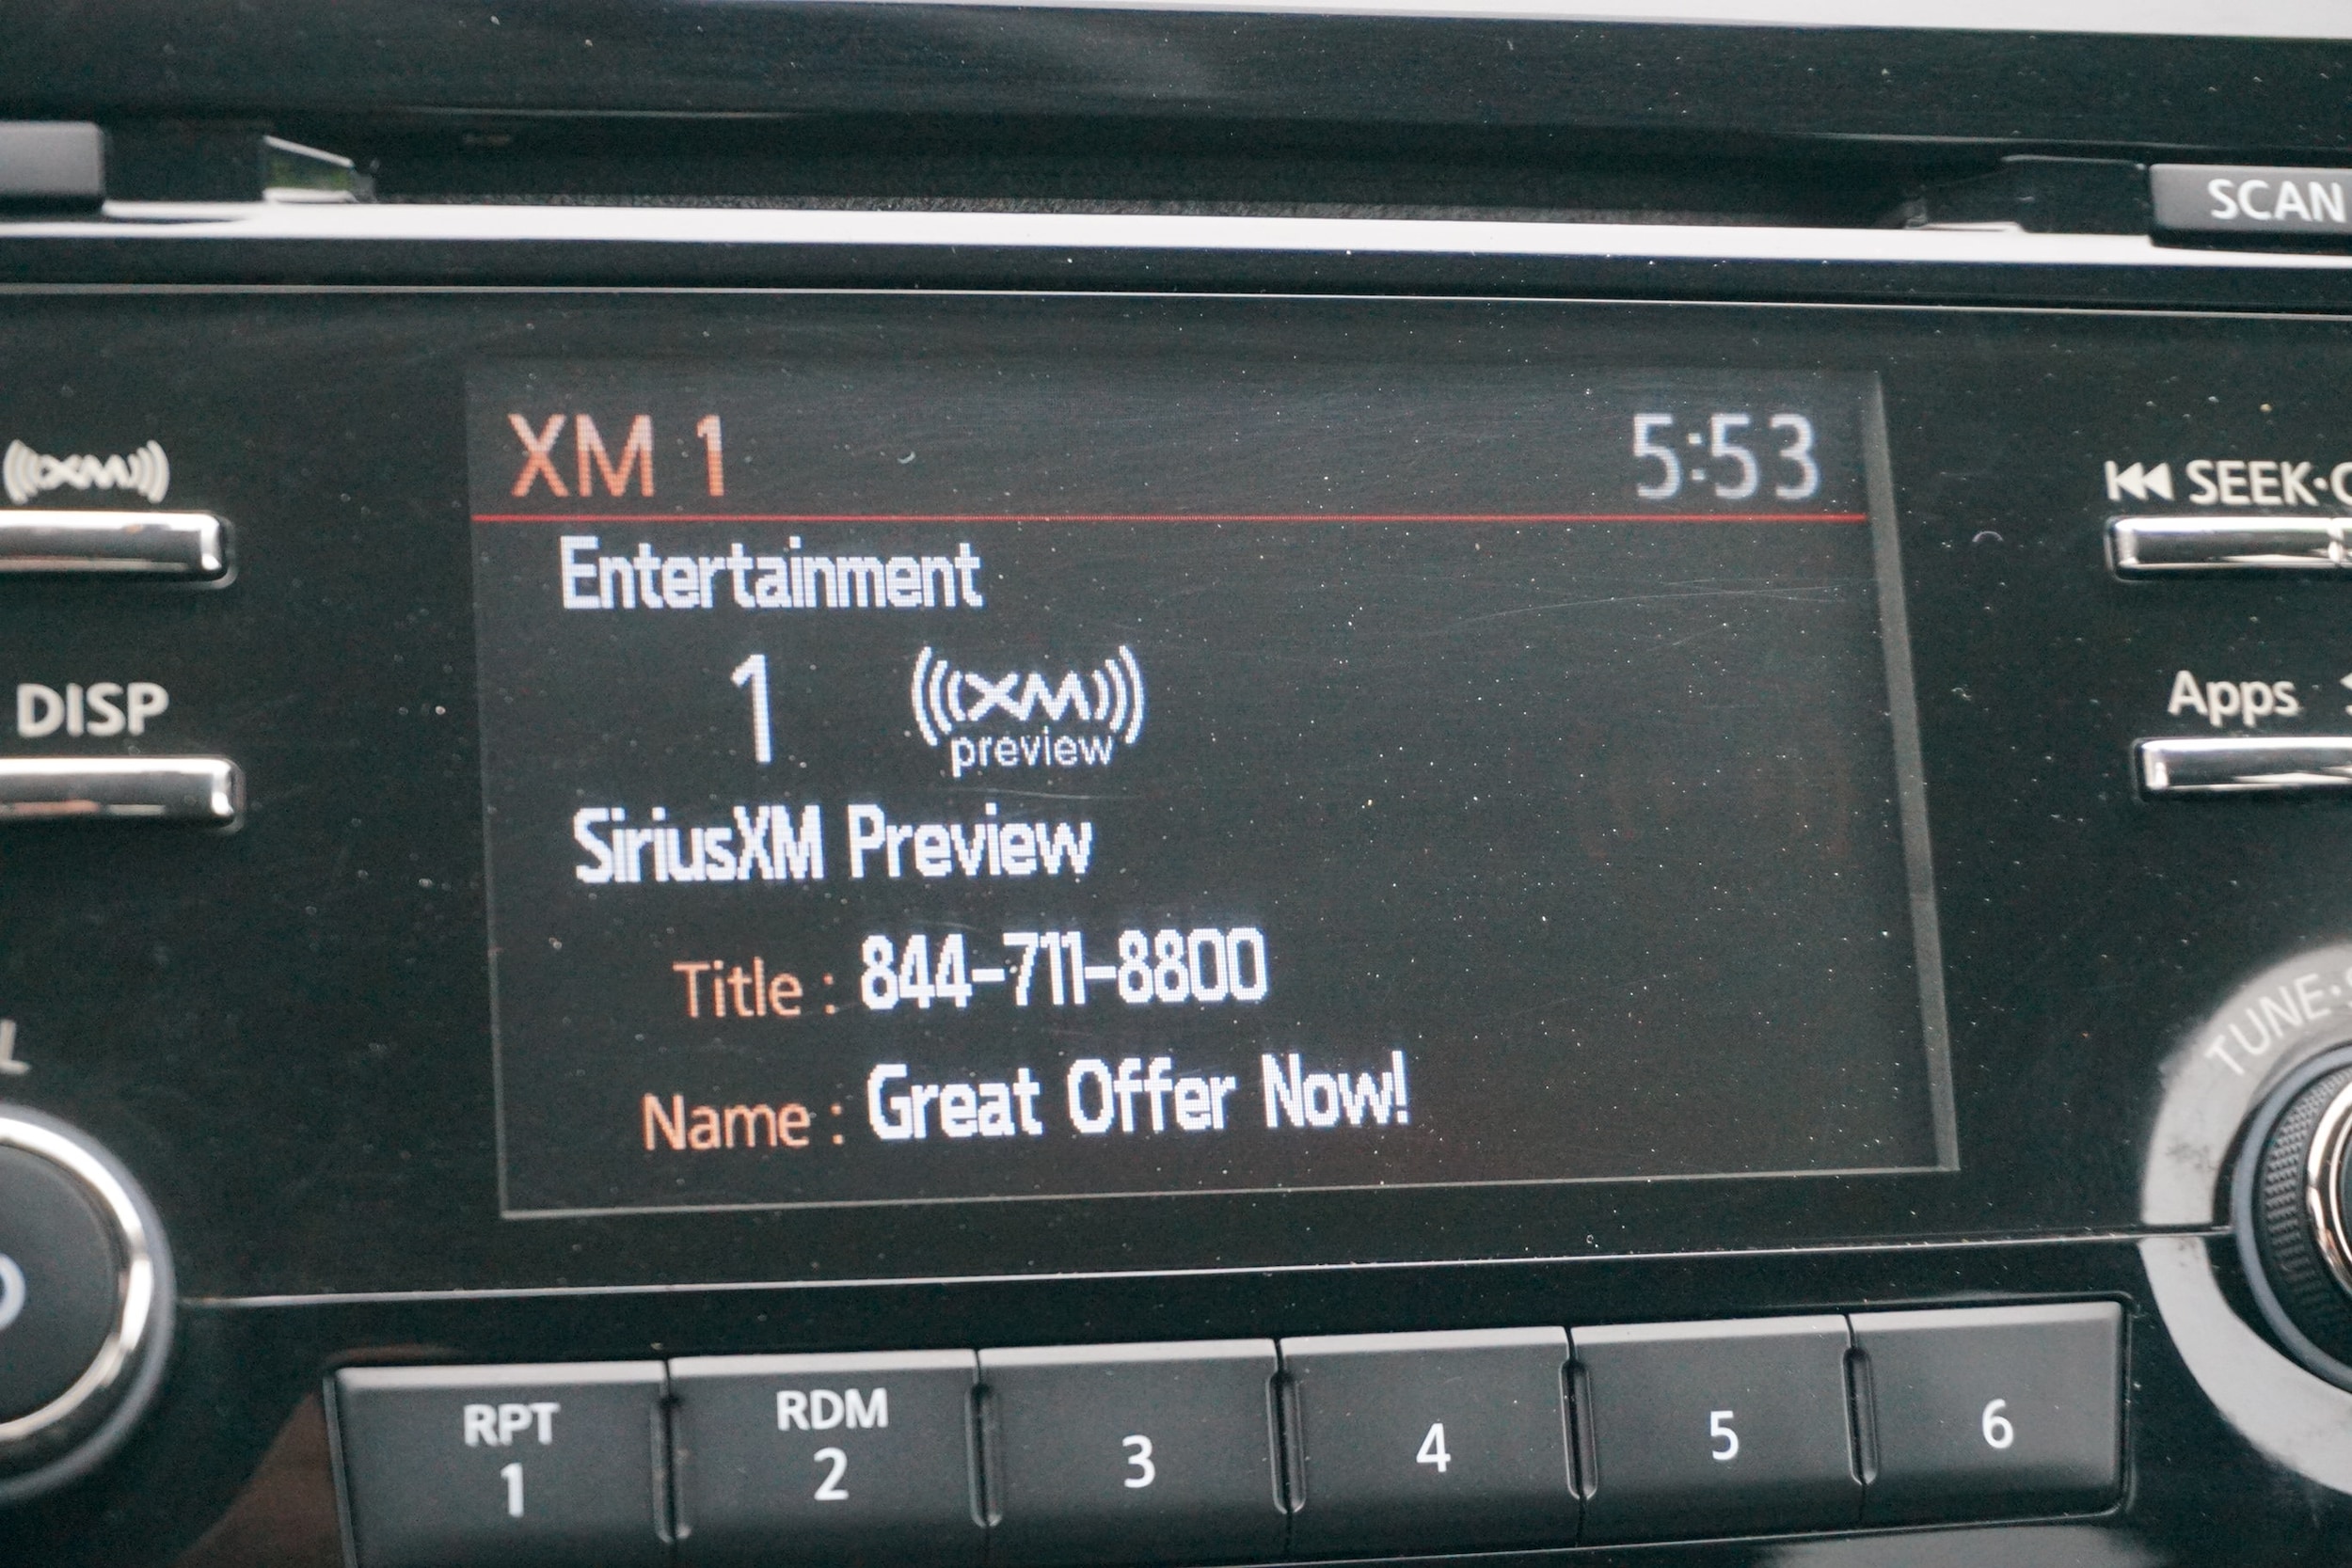 SCAN
XM 1 5:53
XM
SEEK
Entertainment
1 XM
preview
DISP
Apps
SiriusXM Preview
Title : 844-711-8800
TUNE
Name : Great Offer Now!
RPT
1
RDM
2
3
4
5
6